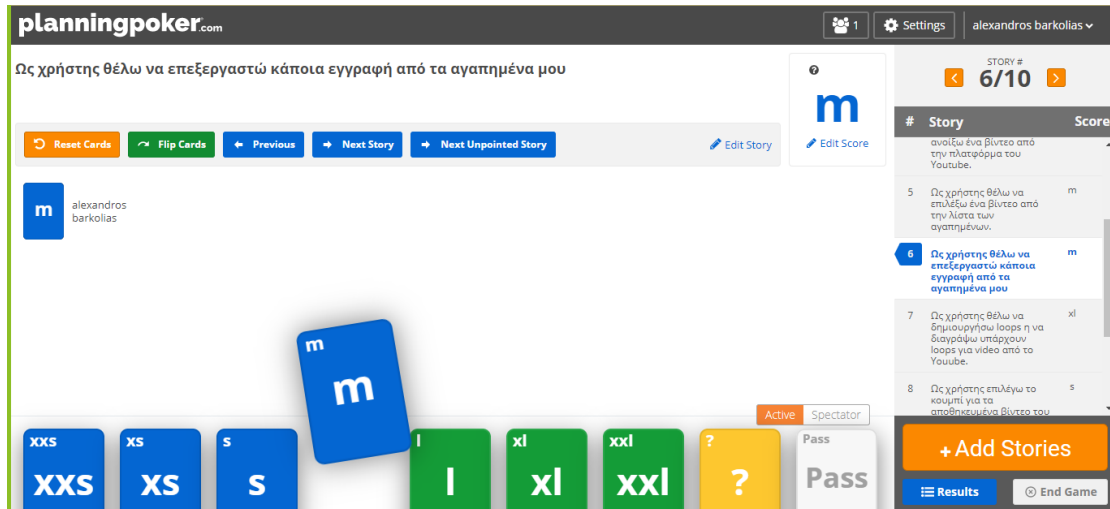 planningpoker.com
1
Settings
alexandros barkolias
Ως χρήστης θέλω να επεξεργαστώ κάποια εγγραφή από τα αγαπημένα μου
m
Edit Score
Reset Cards
Flip Cards
Previous
Next Story
Next Unpointed Story
Edit Story
m
alexandros
barkolias
STORY #
6/10
# Story Score
ανοίξω ένα βίντεο από
την πλατφόρμα του
Youtube.
5 Ως χρήστης θέλω να m
επιλέξω ένα βίντεο από
την λίστα των
αγαπημένων.
6 Ως χρήστης θέλω να m
επεξεργαστώ κάποια
εγγραφή από τα
αγαπημένα μου
7 Ως χρήστης θέλω να xl
δημιουργήσω loops η να
διαγράψω υπάρχουν
loops για video από το
Youube.
8 Ως χρήστης επιλέγω το s
κουμπί για τα
αποθηκευμένα βίντεο του
Active Spectator
m
m
xxs
xxs
xs
xs
s
s
l
l
xl
xl
xxl
xxl
?
?
Pass
Pass
+ Add Stories
Results
End Game